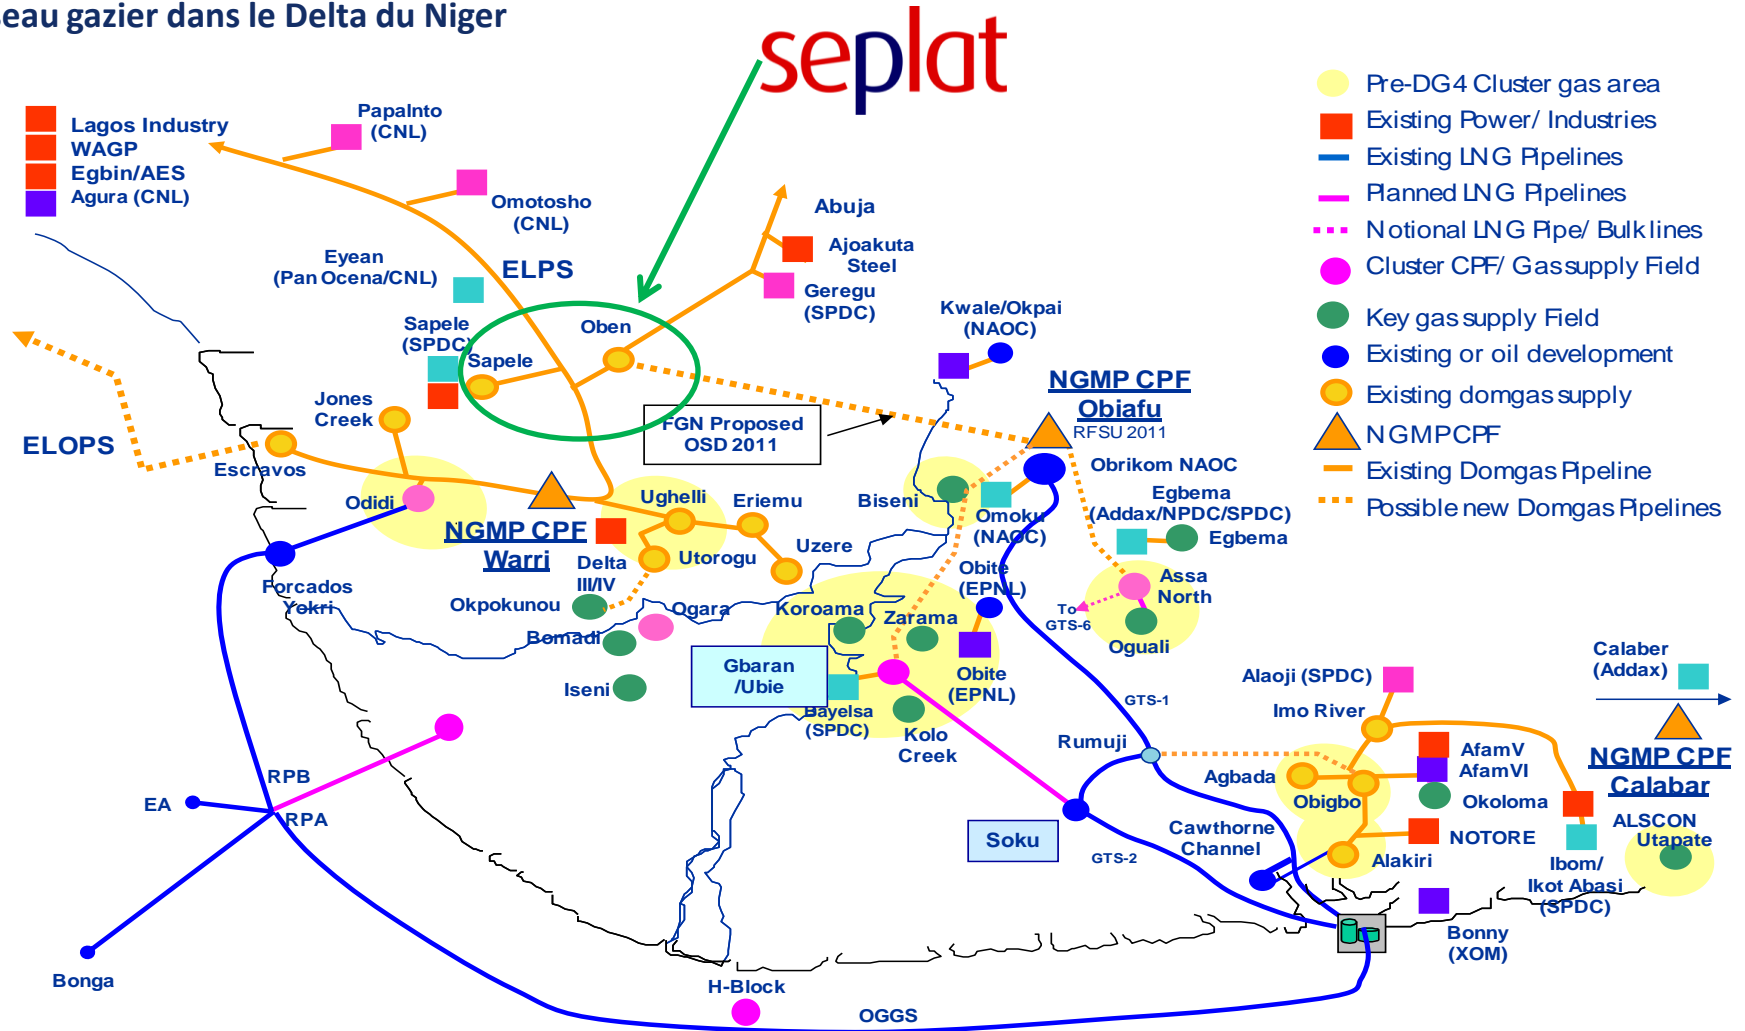 seau gazier dans le Delta du Niger
seplat
Pre-DG4 Cluster gas area
Existing Power/ Industries
Existing LNG Pipelines
Planned LNG Pipelines
Notional LNG Pipe/ Bulk lines
Cluster CPF/ Gas supply Field
Key gas supply Field
Existing or oil development
Existing domgas supply
NGMP CPF
Existing Domgas Pipeline
Possible new Domgas Pipelines
Lagos Industry
WAGP
Egbin/AES
Agura (CNL)
Papalnto
(CNL)
Omotosho
(CNL)
Eyean
(Pan Ocena/CNL)
ELPS
Abuja
Ajoakuta
Steel
Geregu
(SPDC)
Sapele
(SPDC)
Sapele
Oben
Kwale/Okpai
(NAOC)
NGMP CPF
Obiafu
RFSU 2011
FGN Proposed
OSD 2011
Jones
Creek
ELOPS
Escravos
Odidi
NGMP CPF
Warri
Ughelli
Eriemu
Utorogu
Uzere
Delta
III/IV
Biseni
Obrikom NAOC
Omoku
(NAOC)
Egbema
(Addax/NPDC/SPDC)
Egbema
Assa
North
To
GTS-6
Oguali
Forcados
Yokri
Okpokunou
Bomadi
Ogara
Iseni
Koroama
Zarama
Obite
(EPNL)
Obite
(EPNL)
Gbaran
/Ubie
Bayelsa
(SPDC)
Kolo
Creek
GTS-1
Rumuji
Soku
GTS-2
Alaoji (SPDC)
Imo River
Agbada
Obigbo
AfamV
AfamVI
Okoloma
NOTORE
Cawthorne
Channel
Alakiri
Calaber
(Addax)
NGMP CPF
Calabar
ALSCON
Utapate
Ibom/
Ikot Abasi
(SPDC)
Bonny
(XOM)
RPB
RPA
EA
Bonga
H-Block
OGGS